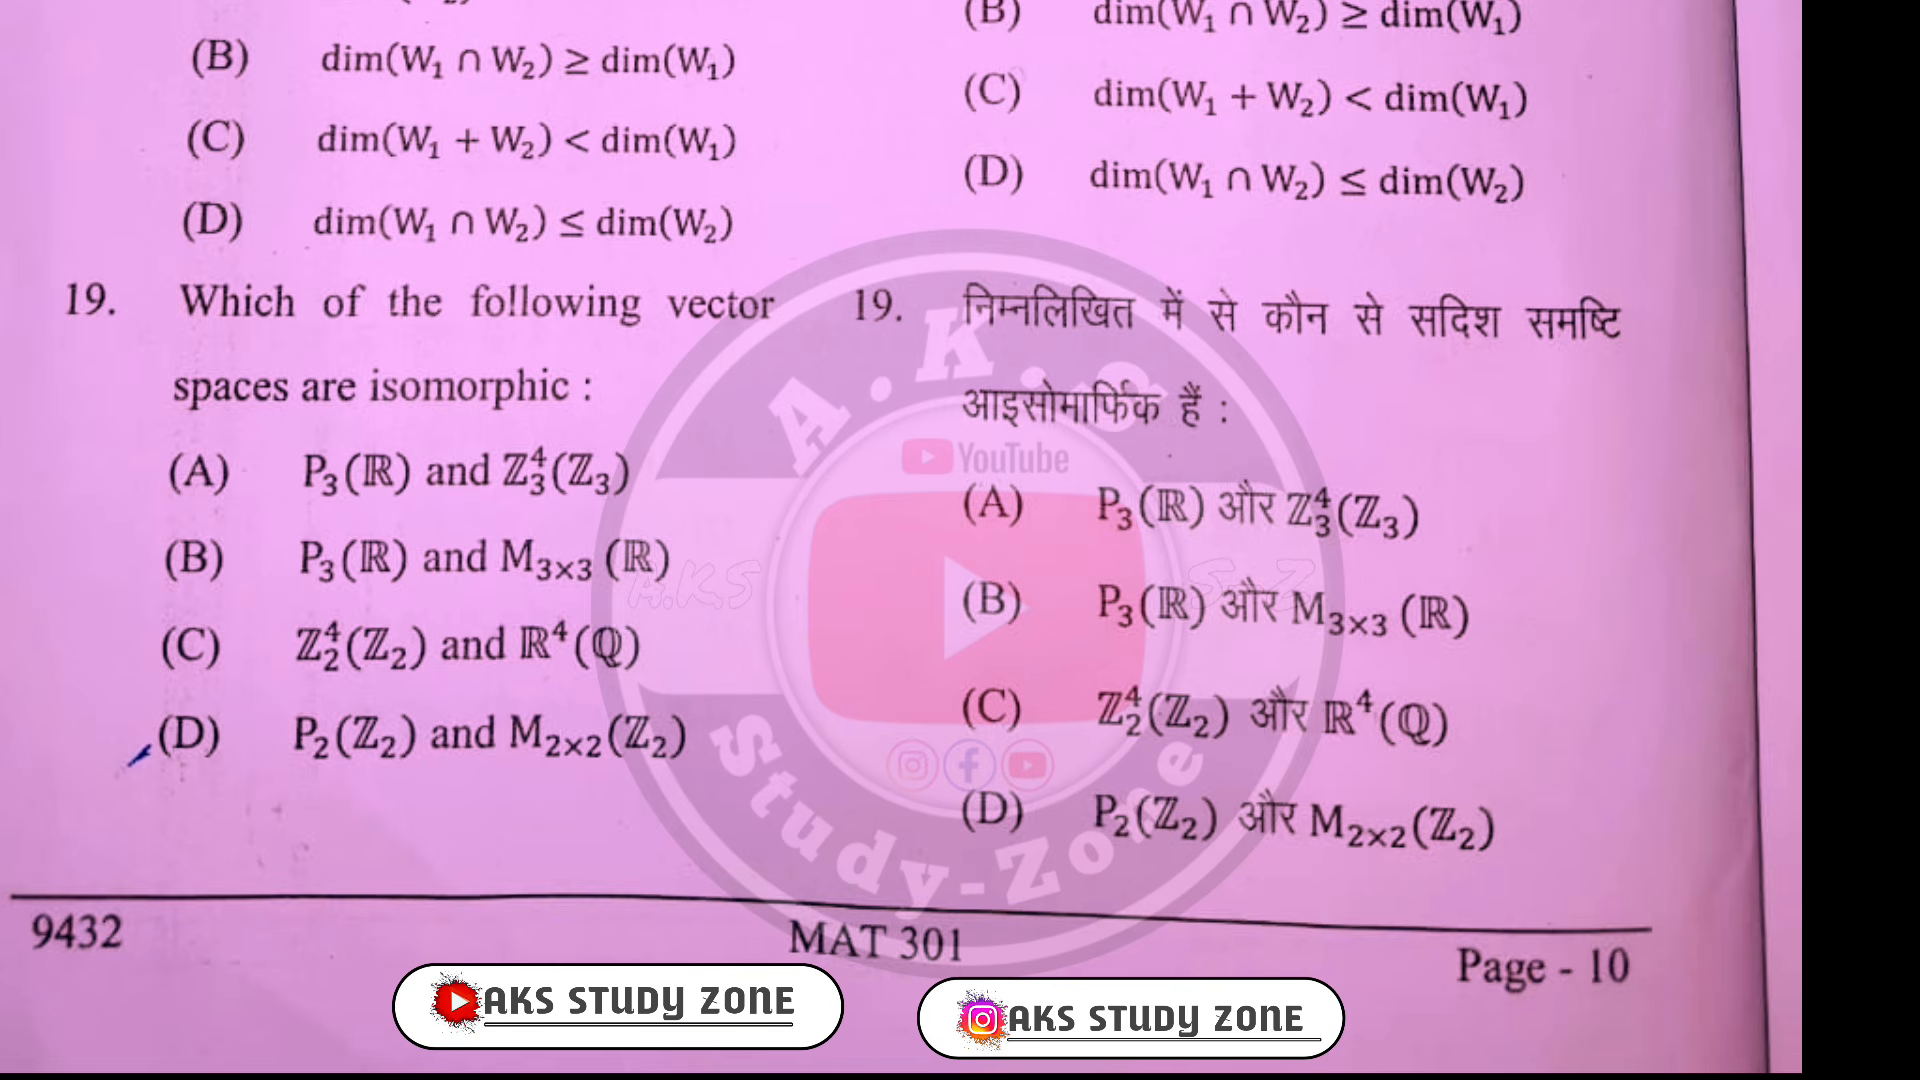 (B) dim(W₁ ∩ W₂) ≥ dim(W₁)
(C) dim(W₁ + W₂) < dim(W₁)
(D) dim(W₁ ∩ W₂) ≤ dim(W₂)
19. Which of the following vector
spaces are isomorphic :
(A) P₃(ℝ) and ℤ₃⁴(ℤ₃)
(B) P₃(ℝ) and M₃ₓ₃ (ℝ)
(C) ℤ₂⁴(ℤ₂) and ℝ⁴(ℚ)
(D) P₂(ℤ₂) and M₂ₓ₂(ℤ₂)
(B) dim(W₁ ∩ W₂) ≥ dim(W₁)
(C) dim(W₁ + W₂) < dim(W₁)
(D) dim(W₁ ∩ W₂) ≤ dim(W₂)
19. निम्नलिखित में से कौन से सदिश समष्टि
आइसोमार्फिक हैं :
(A) P₃(ℝ) और ℤ₃⁴(ℤ₃)
(B) P₃(ℝ) और M₃ₓ₃ (ℝ)
(C) ℤ₂⁴(ℤ₂) और ℝ⁴(ℚ)
(D) P₂(ℤ₂) और M₂ₓ₂(ℤ₂)
A.K.S
YouTube
A.K.S S-Z
Study-Zone
9432 MAT 301 Page - 10
AKS STUDY ZONE
AKS STUDY ZONE